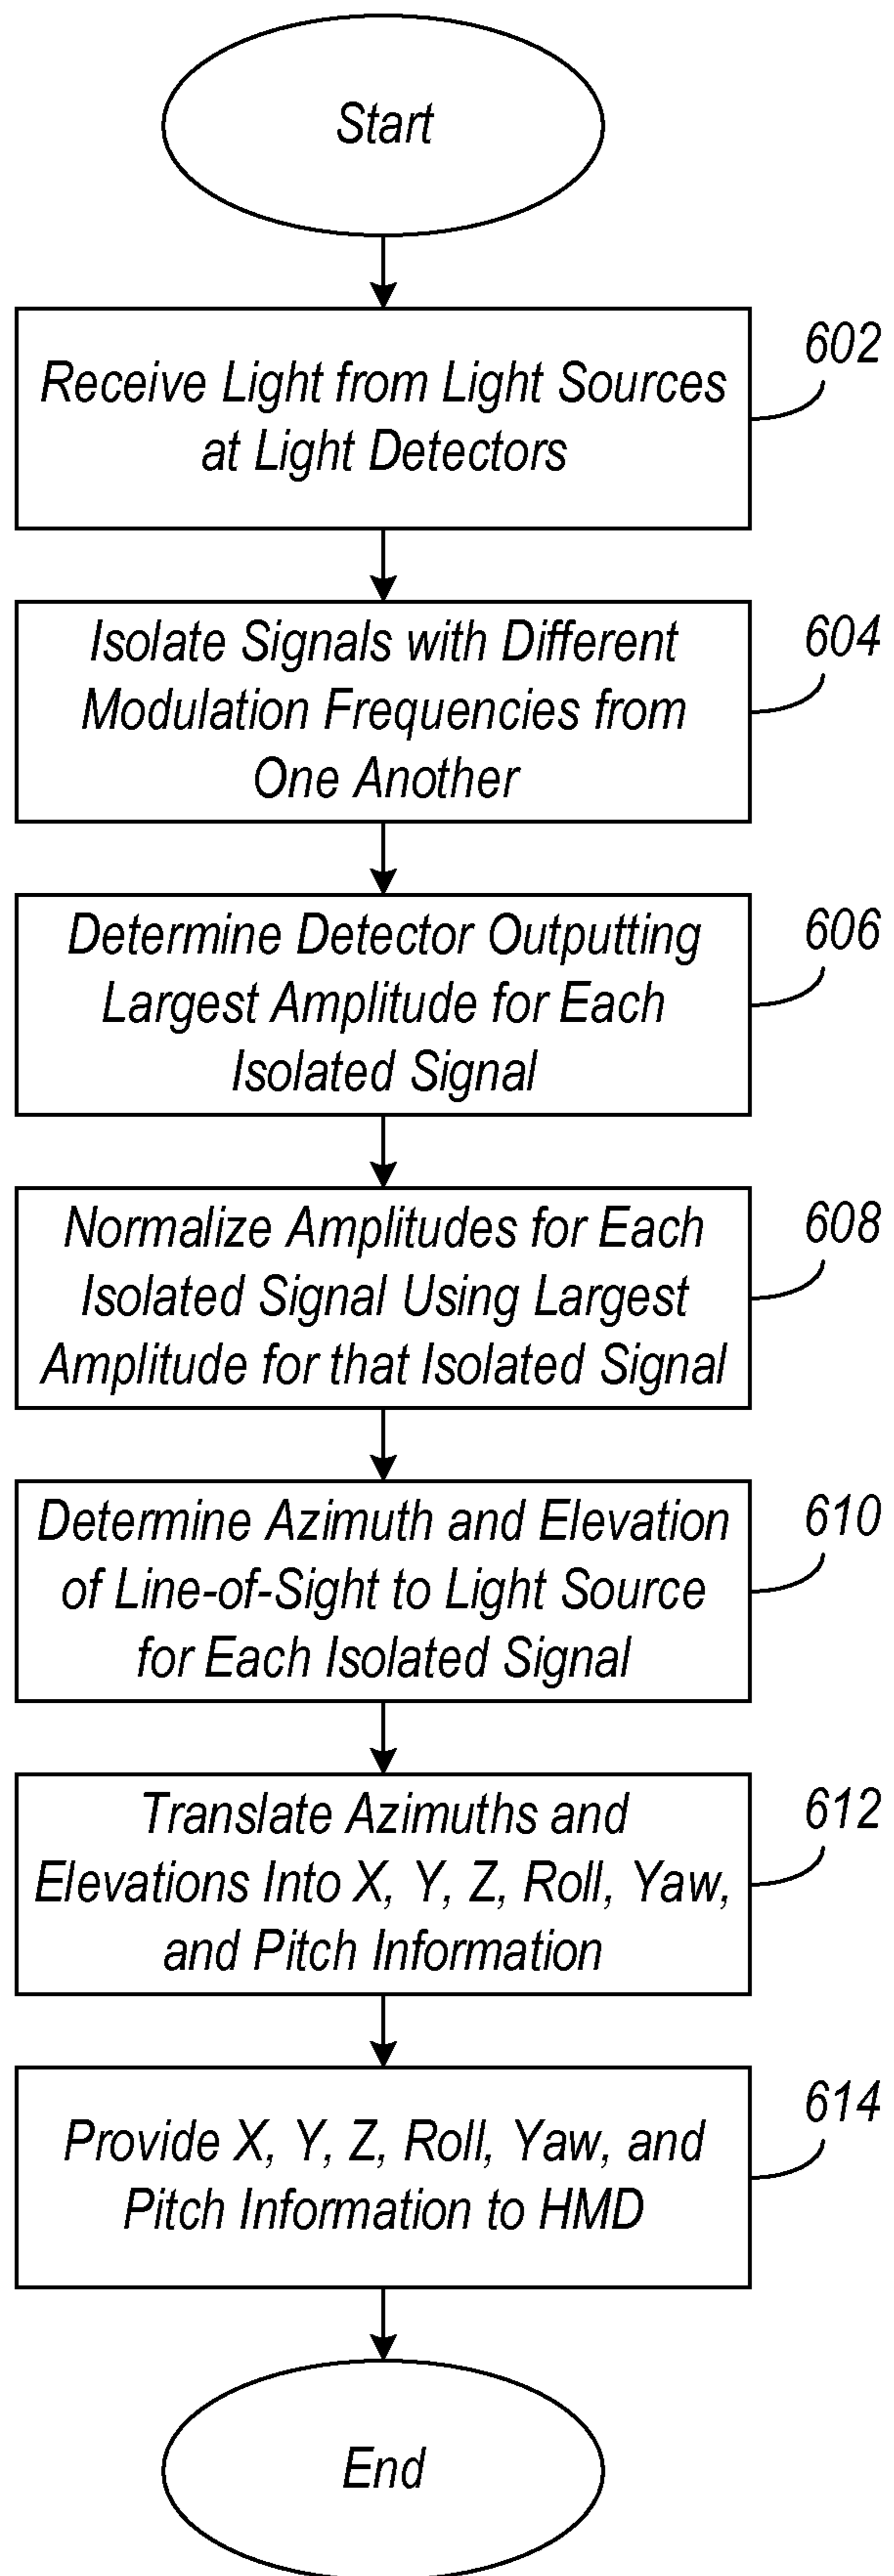 Start
Receive Light from Light Sources
at Light Detectors
602
Isolate Signals with Different
Modulation Frequencies from
One Another
604
Determine Detector Outputting
Largest Amplitude for Each
Isolated Signal
606
Normalize Amplitudes for Each
Isolated Signal Using Largest
Amplitude for that Isolated Signal
608
Determine Azimuth and Elevation
of Line-of-Sight to Light Source
for Each Isolated Signal
610
Translate Azimuths and
Elevations Into X, Y, Z, Roll, Yaw,
and Pitch Information
612
Provide X, Y, Z, Roll, Yaw, and
Pitch Information to HMD
614
End